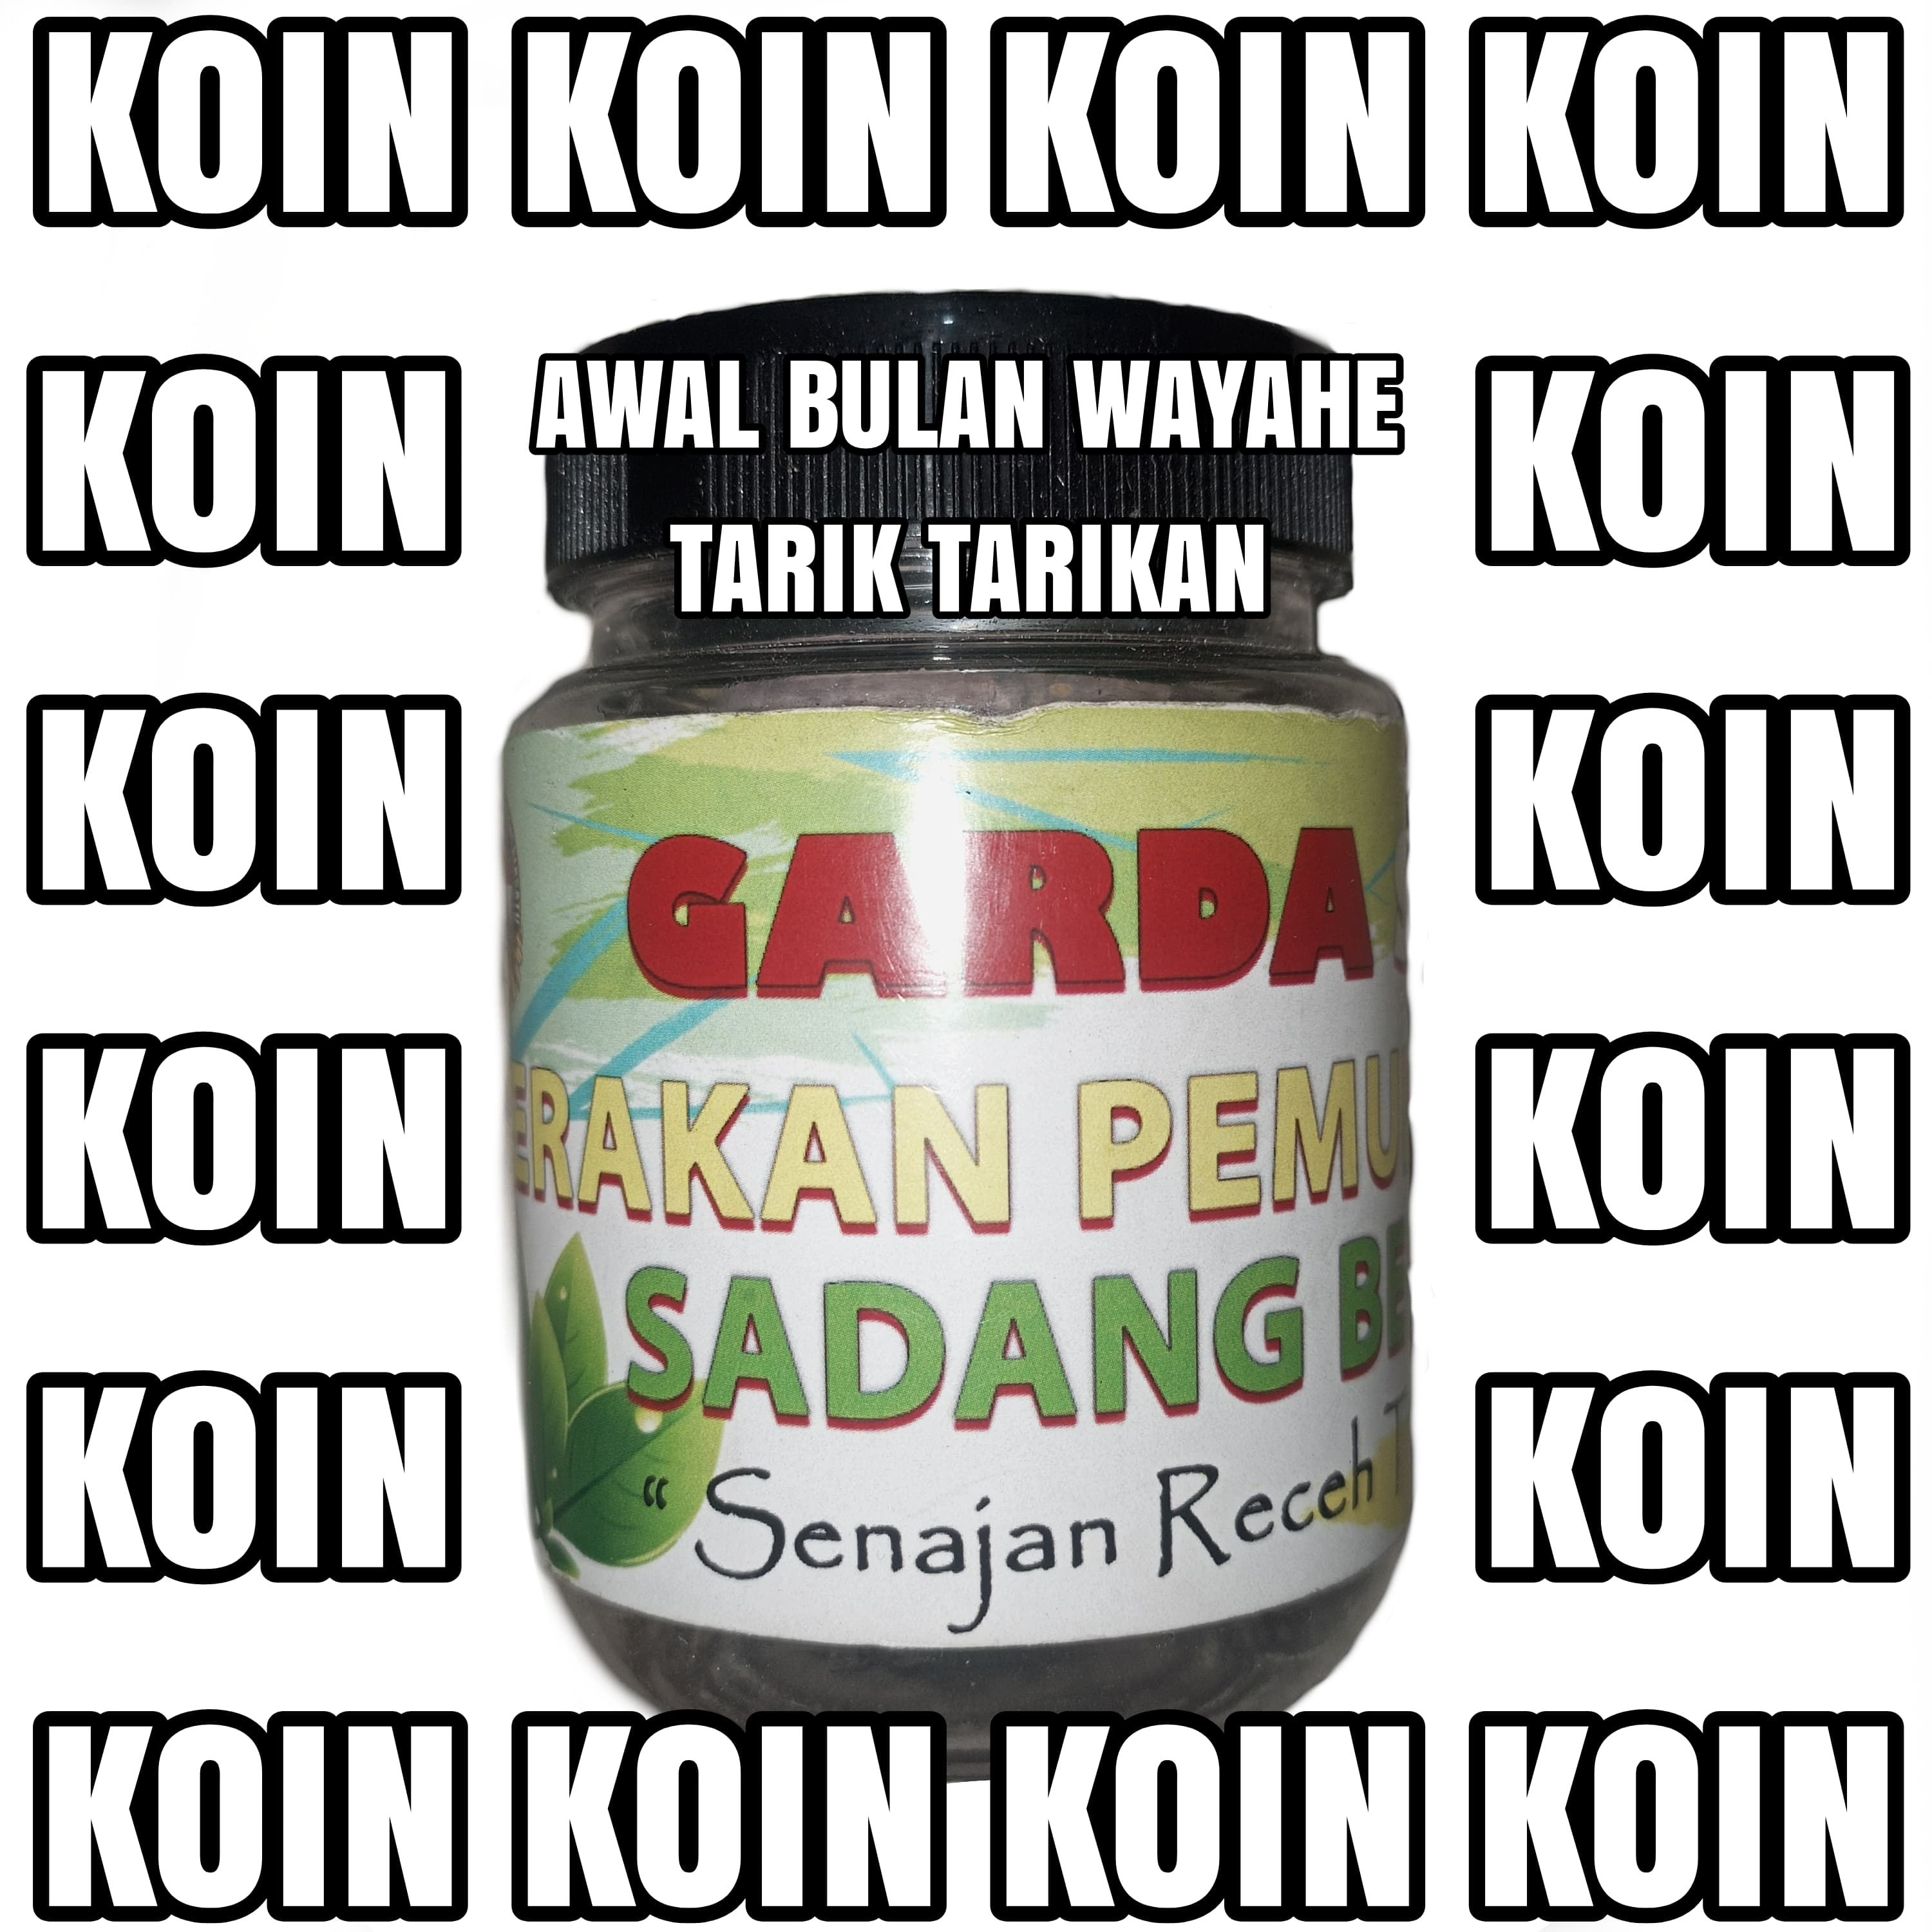 KOIN KOIN KOIN KOIN
KOIN AWAL BULAN WAYAHE KOIN
TARIK TARIKAN
KOIN KOIN
GARDA
KOIN ERAKAN PEMU KOIN
SADANG BE
KOIN KOIN
“ Senajan Receh T
KOIN KOIN KOIN KOIN